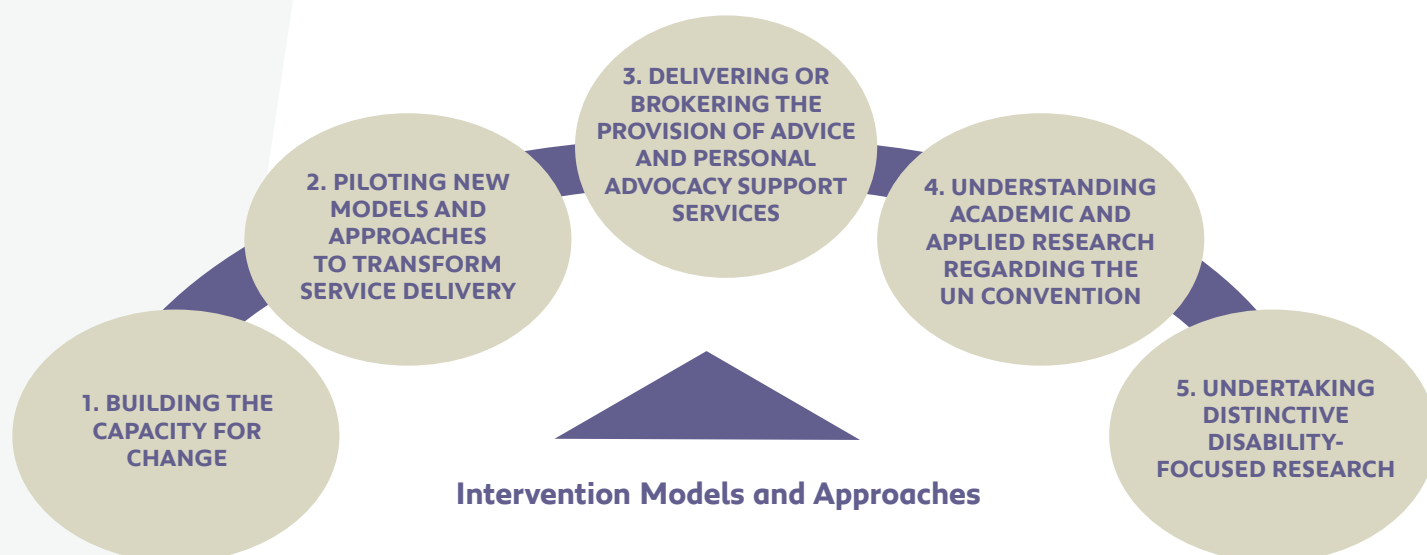 1. BUILDING THE
CAPACITY FOR
CHANGE
2. PILOTING NEW
MODELS AND
APPROACHES
TO TRANSFORM
SERVICE DELIVERY
3. DELIVERING OR
BROKERING THE
PROVISION OF ADVICE
AND PERSONAL
ADVOCACY SUPPORT
SERVICES
4. UNDERSTANDING
ACADEMIC AND
APPLIED RESEARCH
REGARDING THE
UN CONVENTION
5. UNDERTAKING
DISTINCTIVE
DISABILITY-
FOCUSED RESEARCH
Intervention Models and Approaches